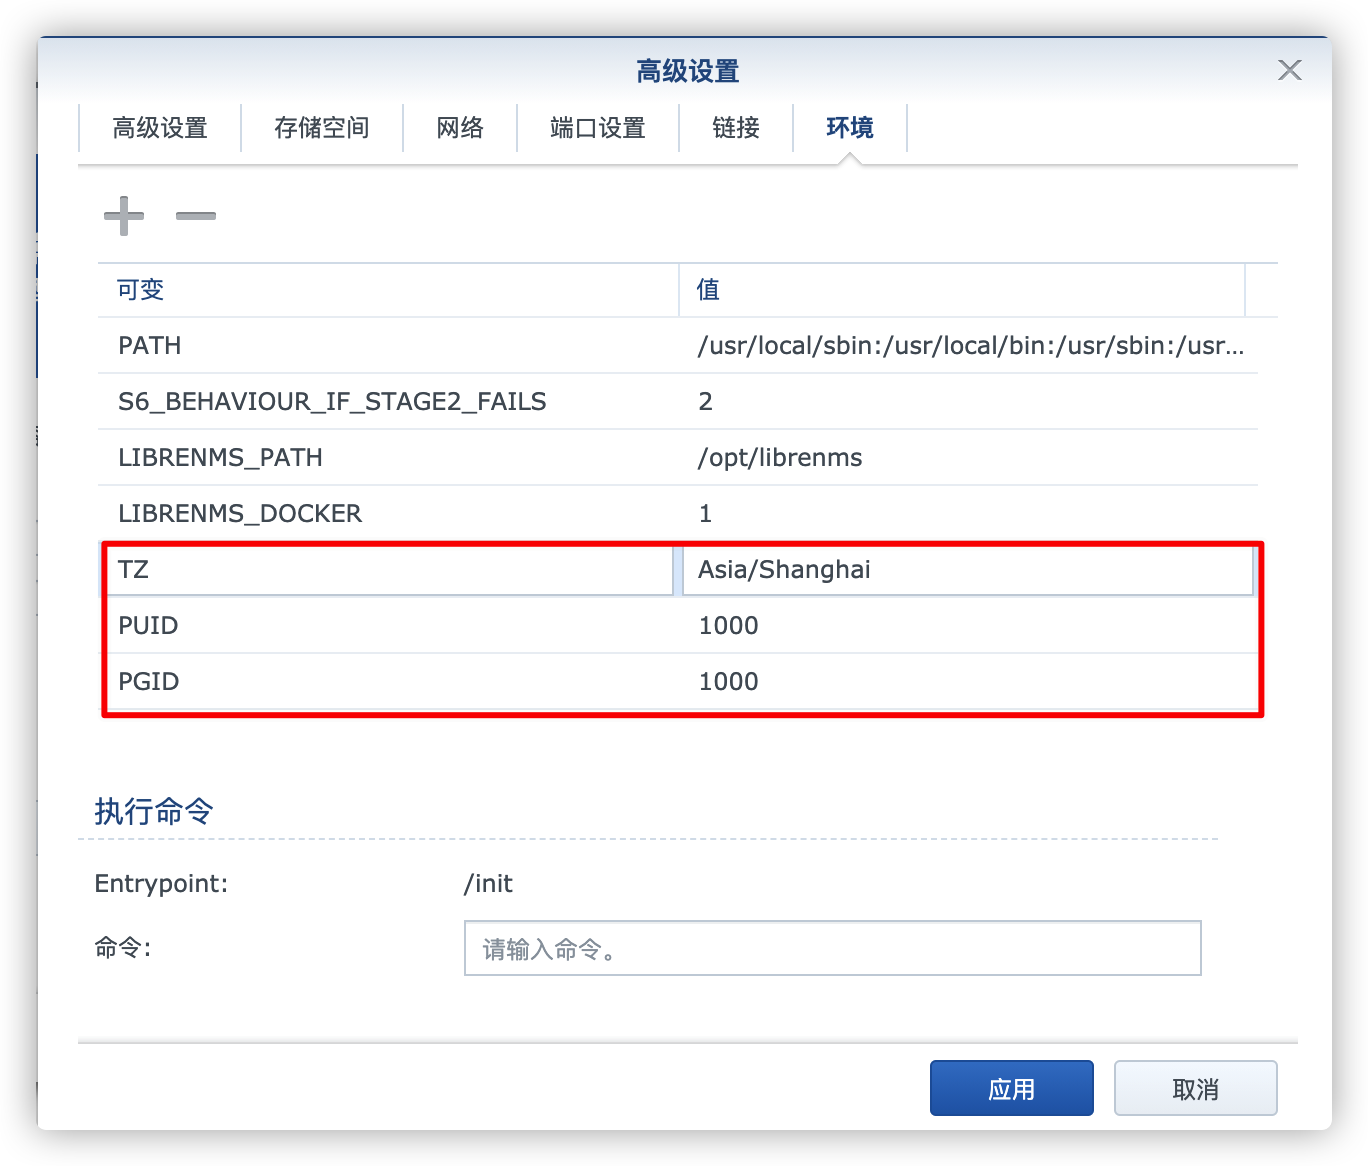 高级设置
高级设置 存储空间 网络 端口设置 链接 环境
可变 值
PATH /usr/local/sbin:/usr/local/bin:/usr/sbin:/usr...
S6_BEHAVIOUR_IF_STAGE2_FAILS 2
LIBRENMS_PATH /opt/librenms
LIBRENMS_DOCKER 1
TZ Asia/Shanghai
PUID 1000
PGID 1000
执行命令
Entrypoint: /init
命令: 请输入命令。
应用 取消